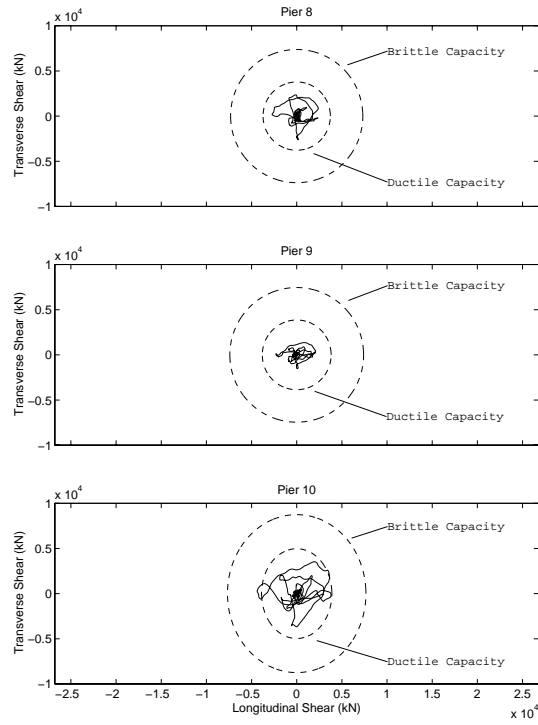 Pier 8
x 10^4
1
0.5
0
-0.5
-1
Transverse Shear (kN)
Brittle Capacity
Ductile Capacity
Pier 9
x 10^4
1
0.5
0
-0.5
-1
Transverse Shear (kN)
Brittle Capacity
Ductile Capacity
Pier 10
x 10^4
1
0.5
0
-0.5
-1
Transverse Shear (kN)
Brittle Capacity
Ductile Capacity
-2.5 -2 -1.5 -1 -0.5 0 0.5 1 1.5 2 2.5
Longitudinal Shear (kN)
x 10^4